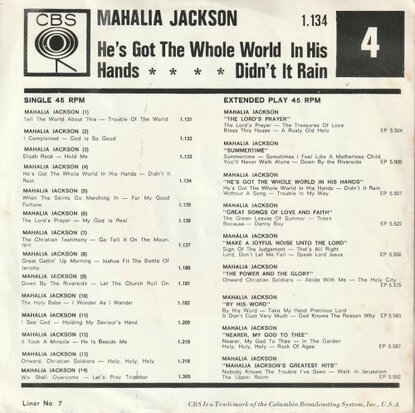 CBS
MAHALIA JACKSON 1.134
He's Got The Whole World In His
Hands * * * * Didn't It Rain
4
SINGLE 45 RPM
MAHALIA JACKSON (1)
Tell The World About This — Trouble Of The World 1.131
MAHALIA JACKSON (2)
I Complained — God Is So Good 1.132
MAHALIA JACKSON (3)
Elijah Rock — Hold Me 1.133
MAHALIA JACKSON (4)
He's Got The Whole World In His Hands — Didn't It
Rain 1.134
MAHALIA JACKSON (5)
When The Saints Go Marching In — For My Good
Fortune 1.135
MAHALIA JACKSON (6)
The Lord's Prayer — My God Is Real 1.136
MAHALIA JACKSON (7)
The Christian Testimony — Go Tell It On The Moun-
tain 1.137
MAHALIA JACKSON (8)
Great Gettin' Up Morning — Joshua Fit The Battle Of
Jericho
MAHALIA JACKSON (9)
Down By The Riverside — Let The Church Roll On
MAHALIA JACKSON (10)
The Holy Babe — I Wonder As I Wander 1.182
MAHALIA JACKSON (11)
I See God — Holding My Saviour's Hand 1.206
MAHALIA JACKSON (12)
It Took A Miracle — He Is Beside Me 1.210
MAHALIA JACKSON (13)
Onward, Christian Soldiers — Holy, Holy, Holy
MAHALIA JACKSON (14)
We Shall Overcome — Let's Pray Together
EXTENDED PLAY 45 RPM
MAHALIA JACKSON
"THE LORD'S PRAYER"
The Lord's Prayer — The Treasures Of Love
Bless This House — A Rusty Old Halo EP 5.504
MAHALIA JACKSON
"SUMMERTIME"
Summertime — Sometimes I Feel Like A Motherless Child
You'll Never Walk Alone — Down By the Riverside EP 5.506
MAHALIA JACKSON
"HE'S GOT THE WHOLE WORLD IN HIS HANDS"
He's Got The Whole World In His Hands — Didn't It Rain
Without A Song — Trouble In My Way EP 5.507
MAHALIA JACKSON
"GREAT SONGS OF LOVE AND FAITH"
The Green Leaves Of Summer — Trees
Because — Danny Boy EP 5.522
MAHALIA JACKSON
"MAKE A JOYFUL NOISE UNTO THE LORD"
Sign Of The Judgement — That's All Right
Lord, Don't Let Me Fail — Speak Lord Jesus EP 5.556
MAHALIA JACKSON
"THE POWER AND THE GLORY"
Onward Christian Soldiers — Abide With Me — The Holy City
EP 5.575
MAHALIA JACKSON
"BY HIS WORD"
By His Word — Take My Hand Precious Lord
It Don't Cost Very Much — God Knows The Reason Why EP 5.580
MAHALIA JACKSON
"NEARER, MY GOD TO THEE"
Nearer, My God To Thee — In The Garden
Holy, Holy, Holy — Rock Of Ages EP 5.587
MAHALIA JACKSON
"MAHALIA JACKSON'S GREATEST HITS"
Nobody Knows The Trouble I've Seen — Walk in Jerusalem
The Upper Room EP 5.592
Liner No. 7
CBS Is a Trademark of the Columbia Broadcasting System, Inc., U.S.A.